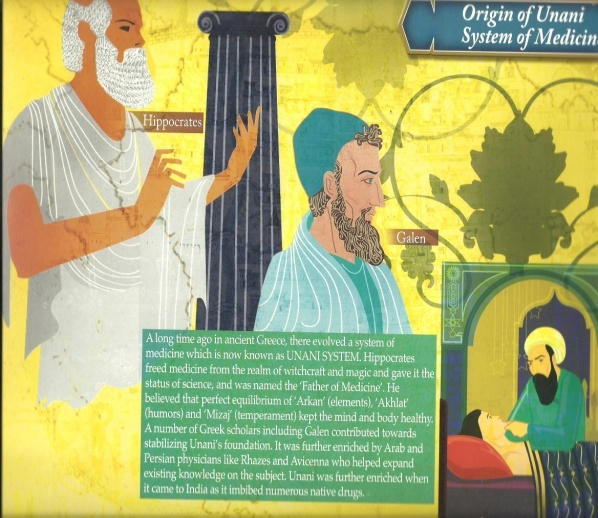 Origin of Unani
System of Medicin
Hippocrates
Galen
A long time ago in ancient Greece, there evolved a system of
medicine which is now known as UNANI SYSTEM. Hippocrates
freed medicine from the realm of witchcraft and magic and gave it the
status of science, and was named the 'Father of Medicine'. He
believed that perfect equilibrium of 'Arkan' (elements), 'Akhlat'
(humors) and 'Mizaj' (temperament) kept the mind and body healthy.
A number of Greek scholars including Galen contributed towards
stabilizing Unani's foundation. It was further enriched by Arab and
Persian physicians like Rhazes and Avicenna who helped expand
existing knowledge on the subject. Unani was further enriched when
it came to India as it imbibed numerous native drugs.